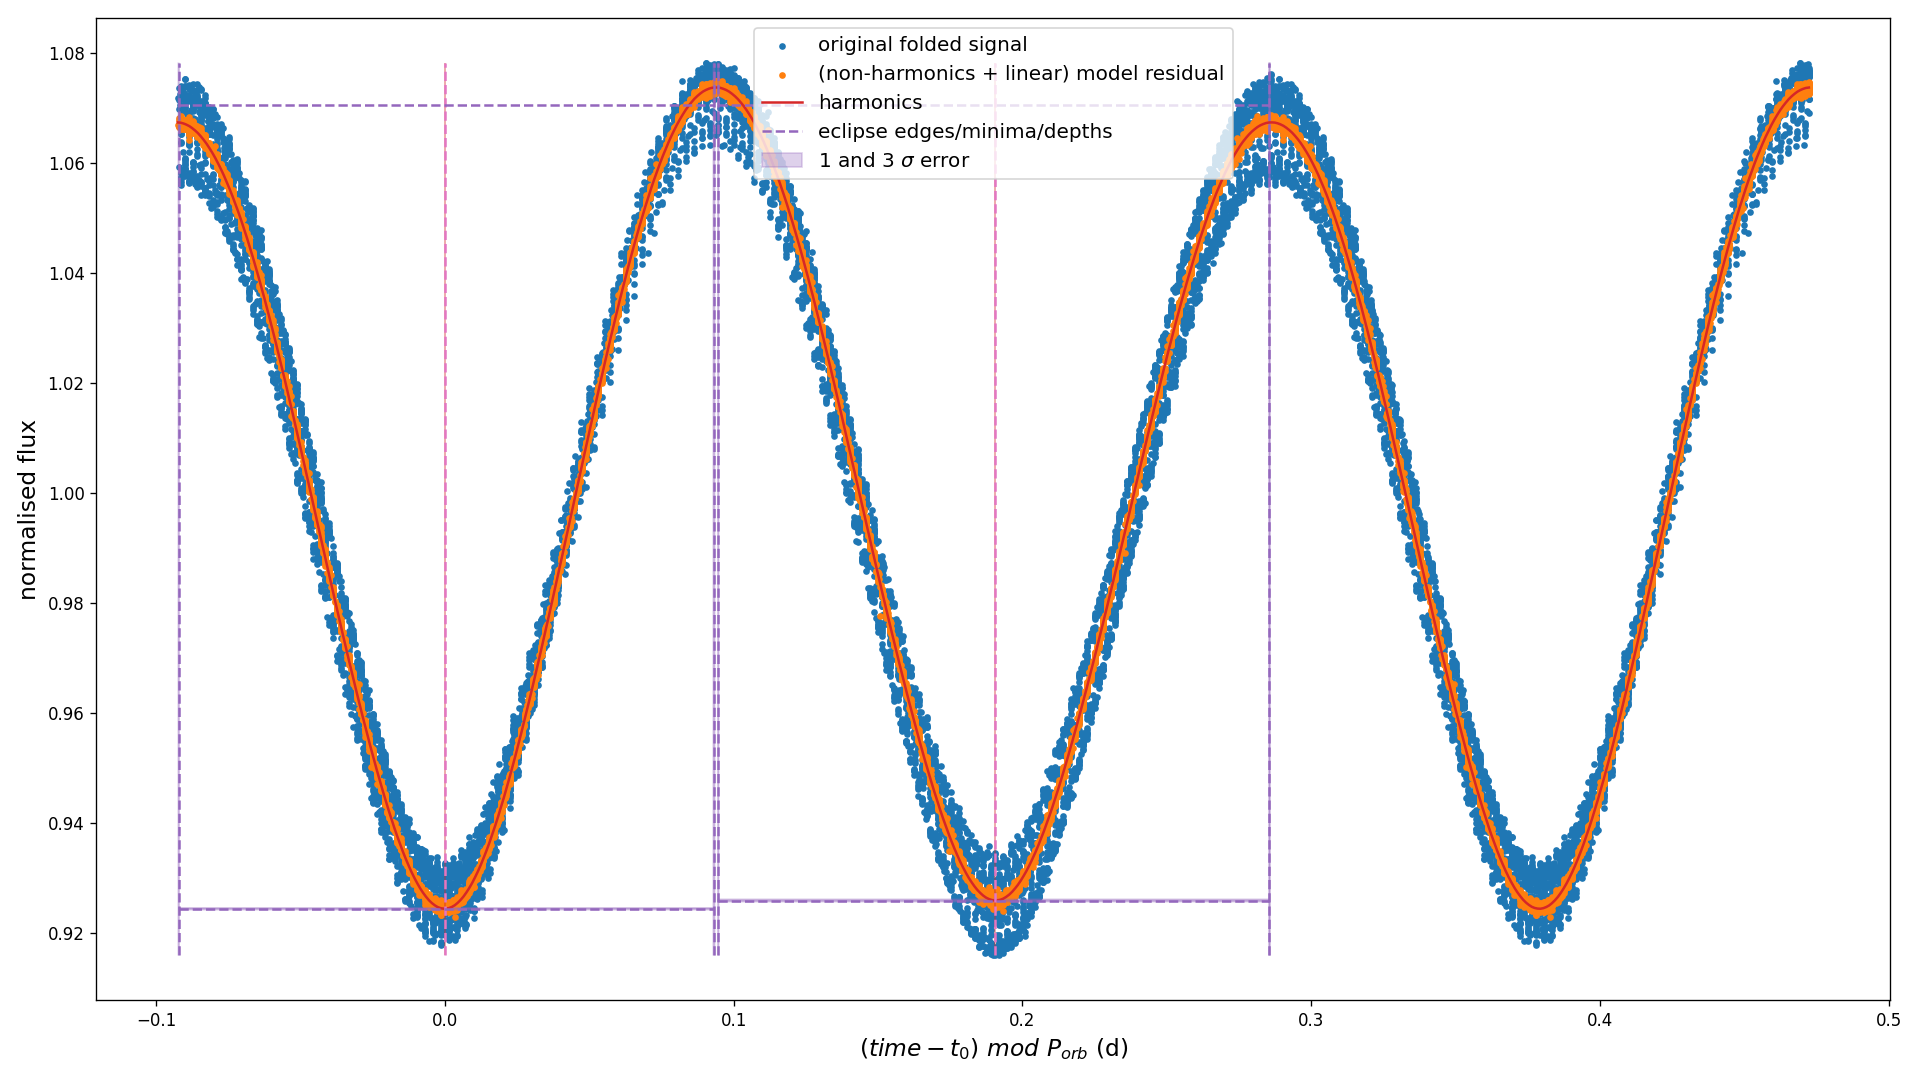 original folded signal
(non-harmonics + linear) model residual
harmonics
eclipse edges/minima/depths
1 and 3 σ error
normalised flux
1.08
1.06
1.04
1.02
1.00
0.98
0.96
0.94
0.92
−0.1 0.0 0.1 0.2 0.3 0.4 0.5
(time − t₀) mod Pₒᵣb (d)